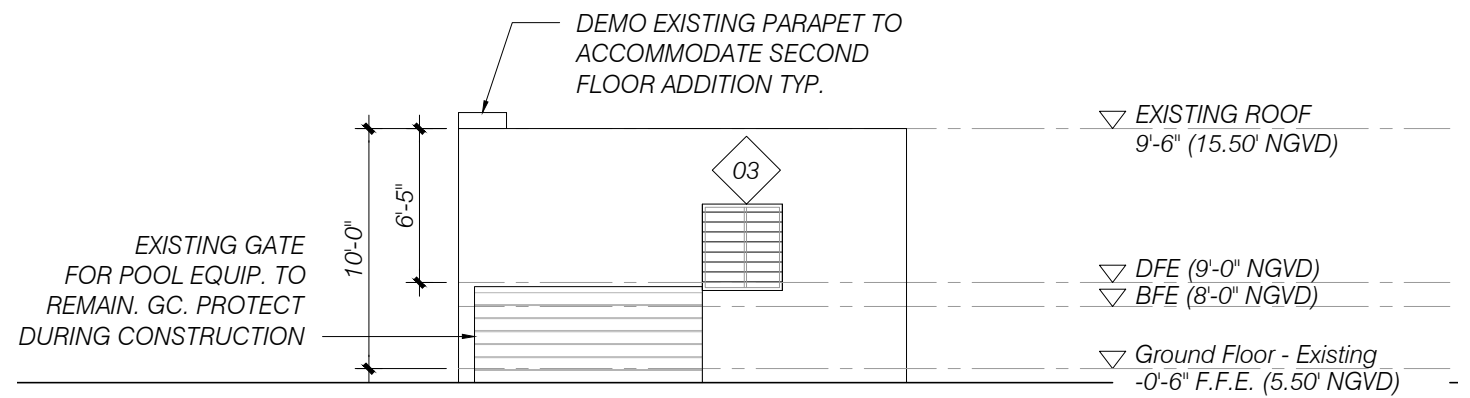 DEMO EXISTING PARAPET TO
ACCOMMODATE SECOND
FLOOR ADDITION TYP.
EXISTING ROOF
9'-6" (15.50' NGVD)
03
6'-5"
10'-0"
EXISTING GATE
FOR POOL EQUIP. TO
REMAIN. GC. PROTECT
DURING CONSTRUCTION
DFE (9'-0" NGVD)
BFE (8'-0" NGVD)
Ground Floor - Existing
-0'-6" F.F.E. (5.50' NGVD)